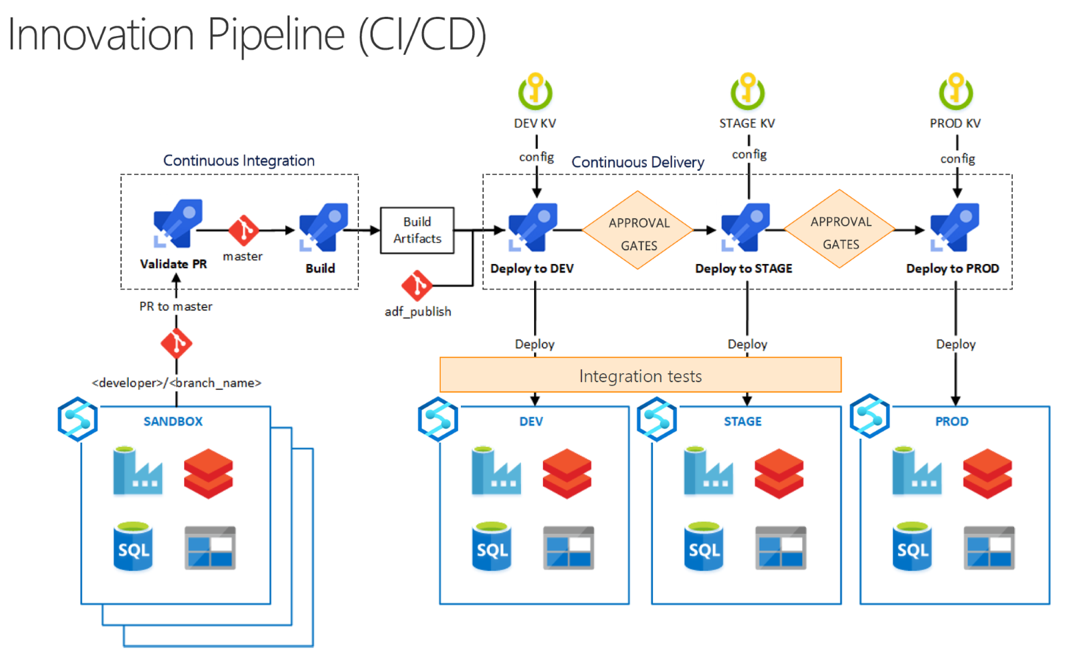 Innovation Pipeline (CI/CD)
DEV KV
STAGE KV
PROD KV
config
config
config
Continuous Integration
Continuous Delivery
Validate PR
master
Build
Build
Artifacts
adf_publish
Deploy to DEV
APPROVAL
GATES
Deploy to STAGE
APPROVAL
GATES
Deploy to PROD
PR to master
<developer>/<branch_name>
Deploy
Deploy
Deploy
Integration tests
SANDBOX
SQL
DEV
SQL
STAGE
SQL
PROD
SQL